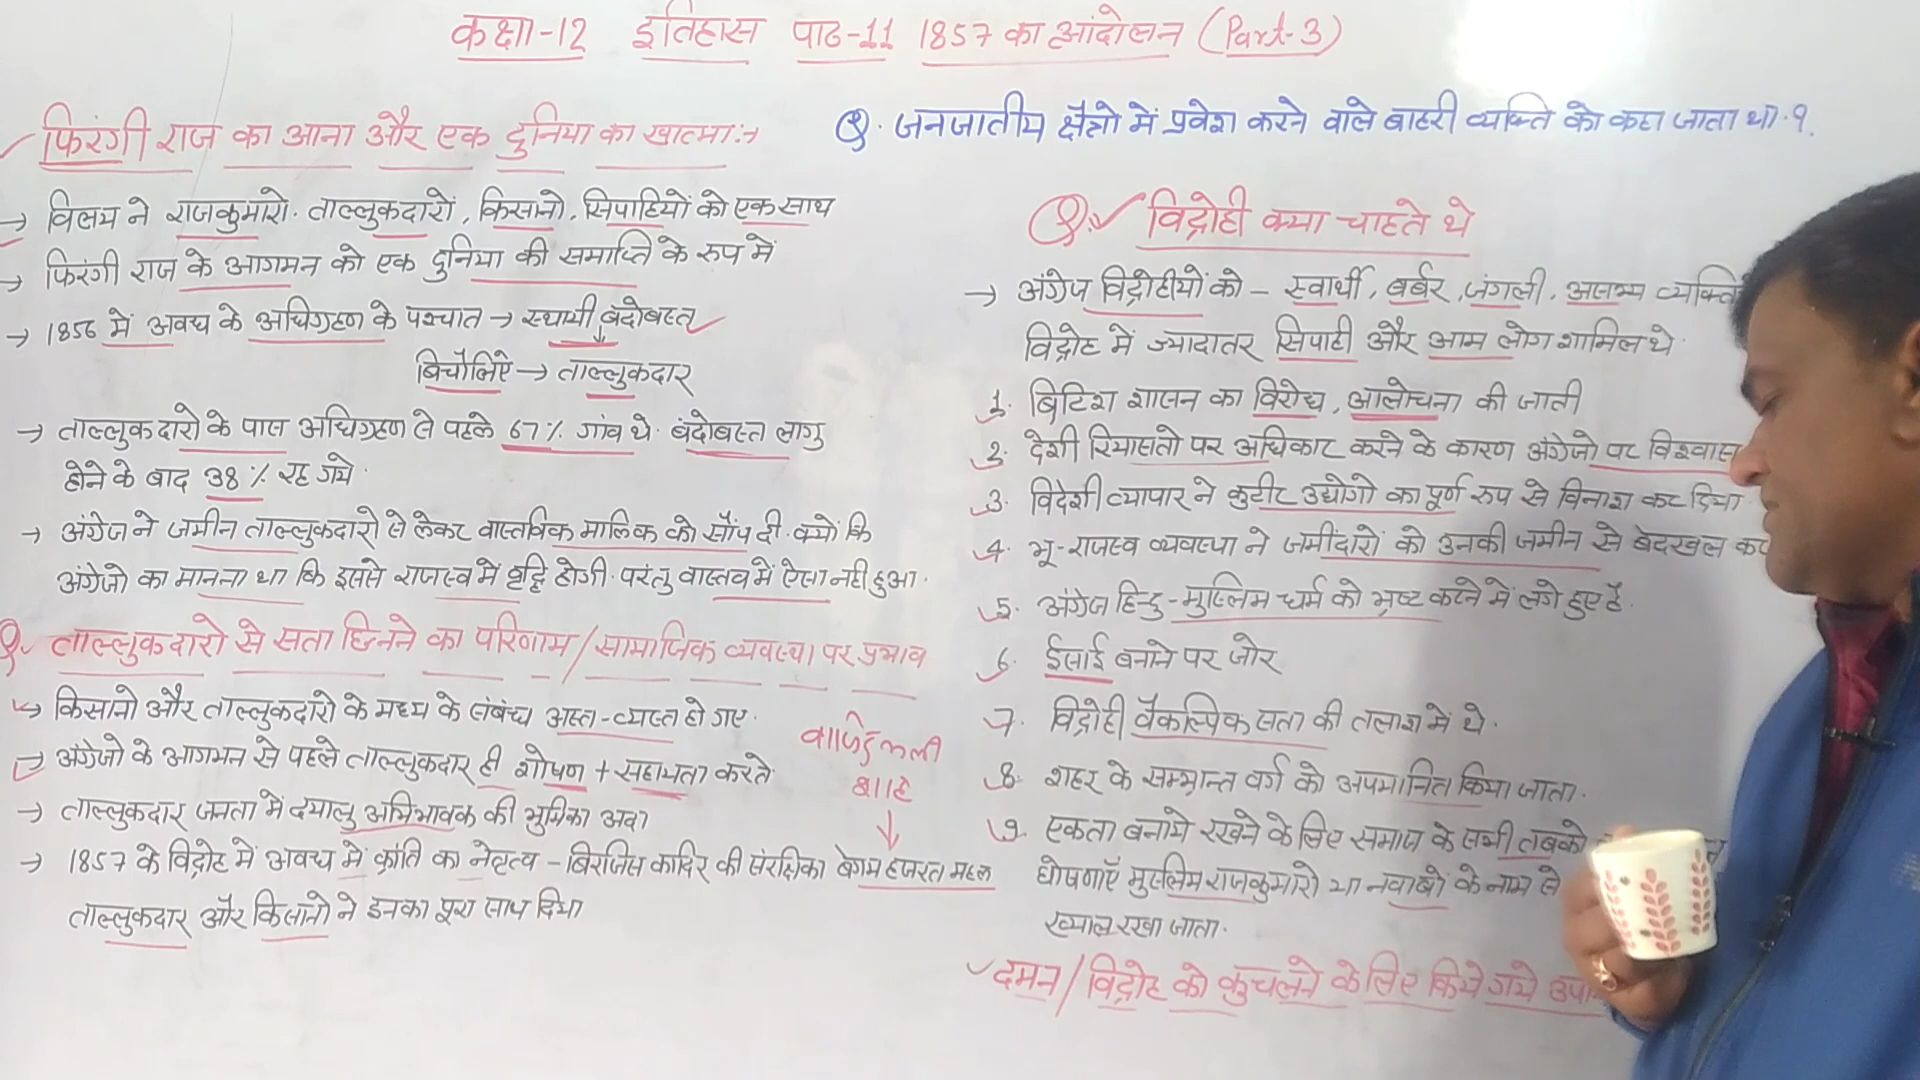 कक्षा-12 इतिहास पाठ-11 1857 का आंदोलन (Part-3)
फिरंगी राज का आना और एक दुनिया का खात्मा:→
→ विलय ने राजकुमारो. ताल्लुकदारों, किसानो, सिपाहियों को एक साथ
→ फिरंगी राज के आगमन को एक दुनिया की समाप्ति के रूप में
→ 1856 में अवध के अधिग्रहण के पश्चात → स्थायी बंदोबस्त
बिचौलिए → ताल्लुकदार
→ ताल्लुकदारो के पास अधिग्रहण से पहले 67% गांव थे. बंदोबस्त लागु
होने के बाद 38% रह गये.
→ अंग्रेज ने जमीन ताल्लुकदारो से लेकर वास्तविक मालिक को सौंप दी. क्यों कि
अंग्रेजो का मानना था कि इससे राजस्व में वृद्दि होगी. परंतु वास्तव में ऐसा नही हुआ.
Q. ताल्लुकदारो से सता छिनने का परिणाम/सामाजिक व्यवस्था पर प्रभाव
→ किसानो और ताल्लुकदारो के मध्य के संबंध अस्त-व्यस्त हो गए.
→ अंग्रेजो के आगमन से पहले ताल्लुकदार ही शोषण + सहायता करते
→ ताल्लुकदार जनता में दयालु अभिभावक की भुमिका अदा
→ 1857 के विद्रोह में अवध में क्रांति का नेतृत्व - बिरजिस कादिर की संरक्षिका बेगम हजरत महल
ताल्लुकदार और किसानो ने इनका पूरा साथ दिया
शाह
↓
Q. जनजातीय क्षैत्रो में प्रवेश करने वाले बाहरी व्यक्ति को कहा जाता था.?
Q. विद्रोही क्या चाहते थे
→ अंग्रेज विद्रोहीयों को - स्वार्थी, बर्बर, जंगली, असभ्य
विद्रोह में ज्यादातर सिपाही और आम लोग शामिल थे.
1. ब्रिटिश शासन का विरोध, आलोचना की जाती
2. देशी रियासतो पर अधिकार करने के कारण अंग्रेजो पर विश्वास
3. विदेशी व्यापार ने कुटीर उद्योगो का पूर्ण रुप से विनाश कर दिया
4. भू-राजस्व व्यवस्था ने जमींदारों को उनकी जमीन से बेदखल
5. अंग्रेज हिन्दु-मुस्लिम धर्म को भ्रष्ट करने में लगे हुए है.
6. ईसाई बनाने पर जोर
7. विद्रोही वैकल्पिक सता की तलाश में थे.
8. शहर के सम्भ्रान्त वर्ग को अपमानित किया जाता.
9. एकता बनाये रखने के लिए समाज के सभी तबको
घोषणाएँ मुस्लिम राजकुमारो या नवाबों के नाम से
ख्याल रखा जाता.
दमन/विद्रोह को कुचलने के लिए किये गये